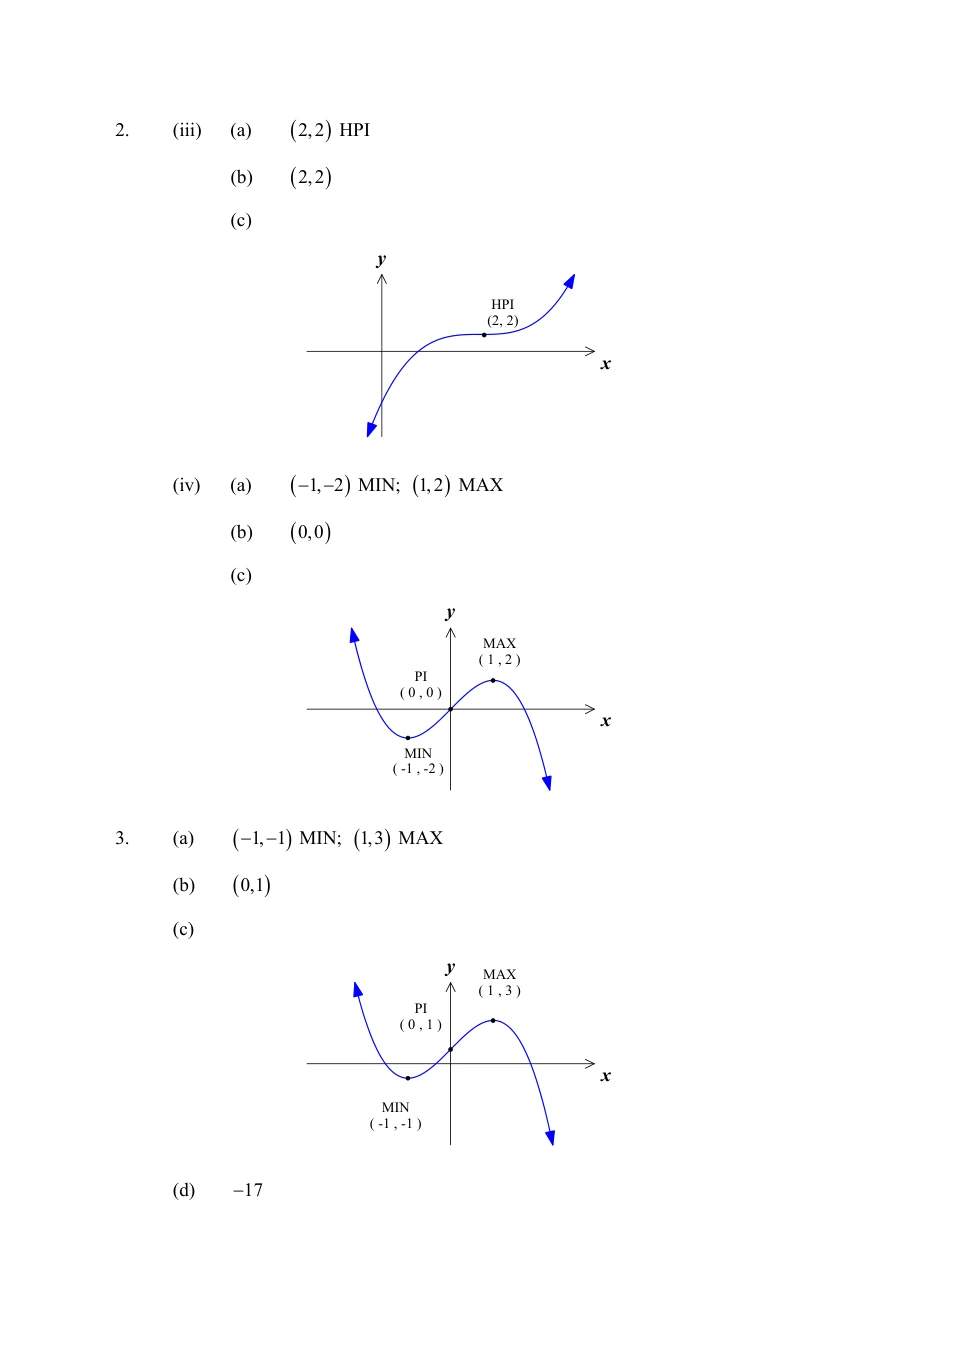 2. (iii) (a) (2,2) HPI
(b) (2,2)
(c)
y
HPI
(2, 2)
x
(iv) (a) (−1,−2) MIN; (1,2) MAX
(b) (0,0)
(c)
y
MAX
( 1 , 2 )
PI
( 0 , 0 )
x
MIN
( -1 , -2 )
3. (a) (−1,−1) MIN; (1,3) MAX
(b) (0,1)
(c)
y
MAX
( 1 , 3 )
PI
( 0 , 1 )
x
MIN
( -1 , -1 )
(d) −17